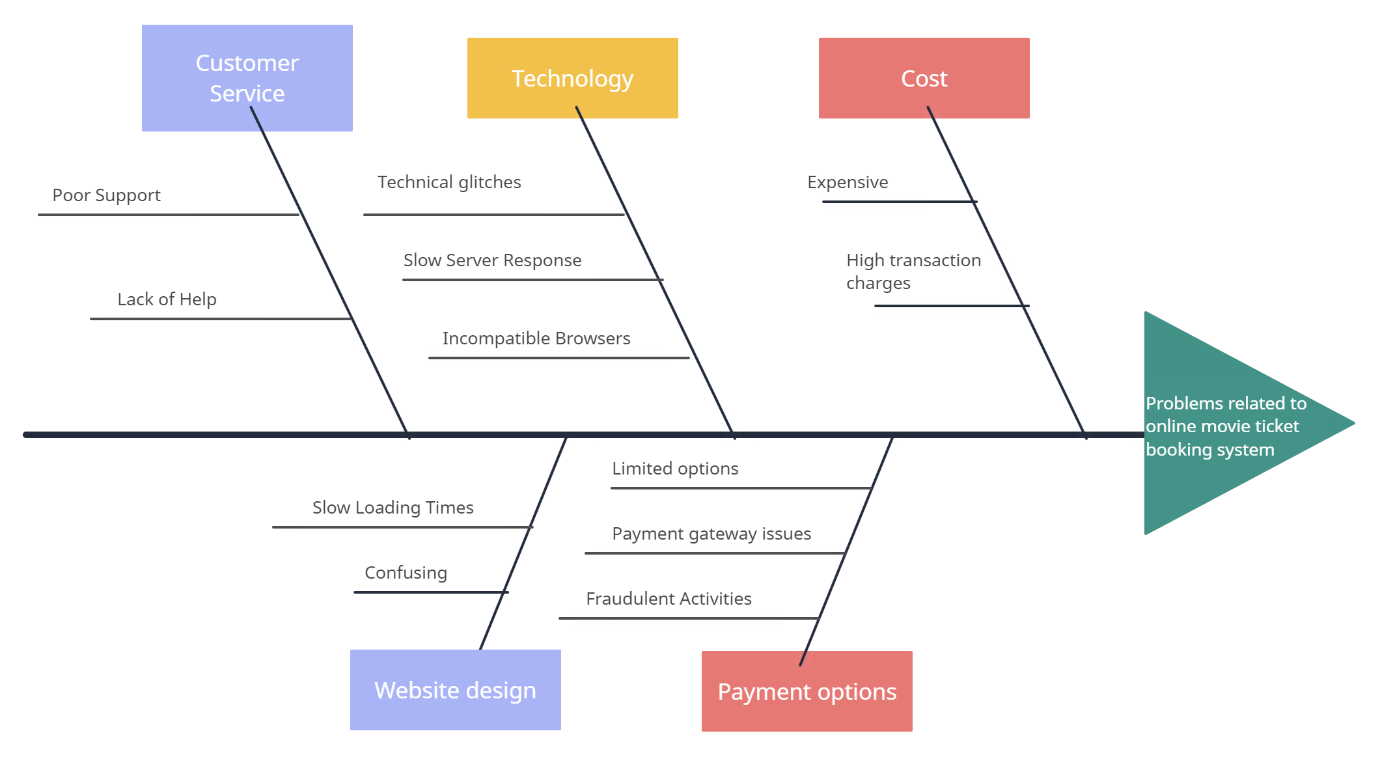 Customer
Service
Technology
Cost
Poor Support
Technical glitches
Expensive
Slow Server Response
High transaction
charges
Lack of Help
Incompatible Browsers
Problems related to
online movie ticket
booking system
Limited options
Slow Loading Times
Payment gateway issues
Confusing
Fraudulent Activities
Website design
Payment options